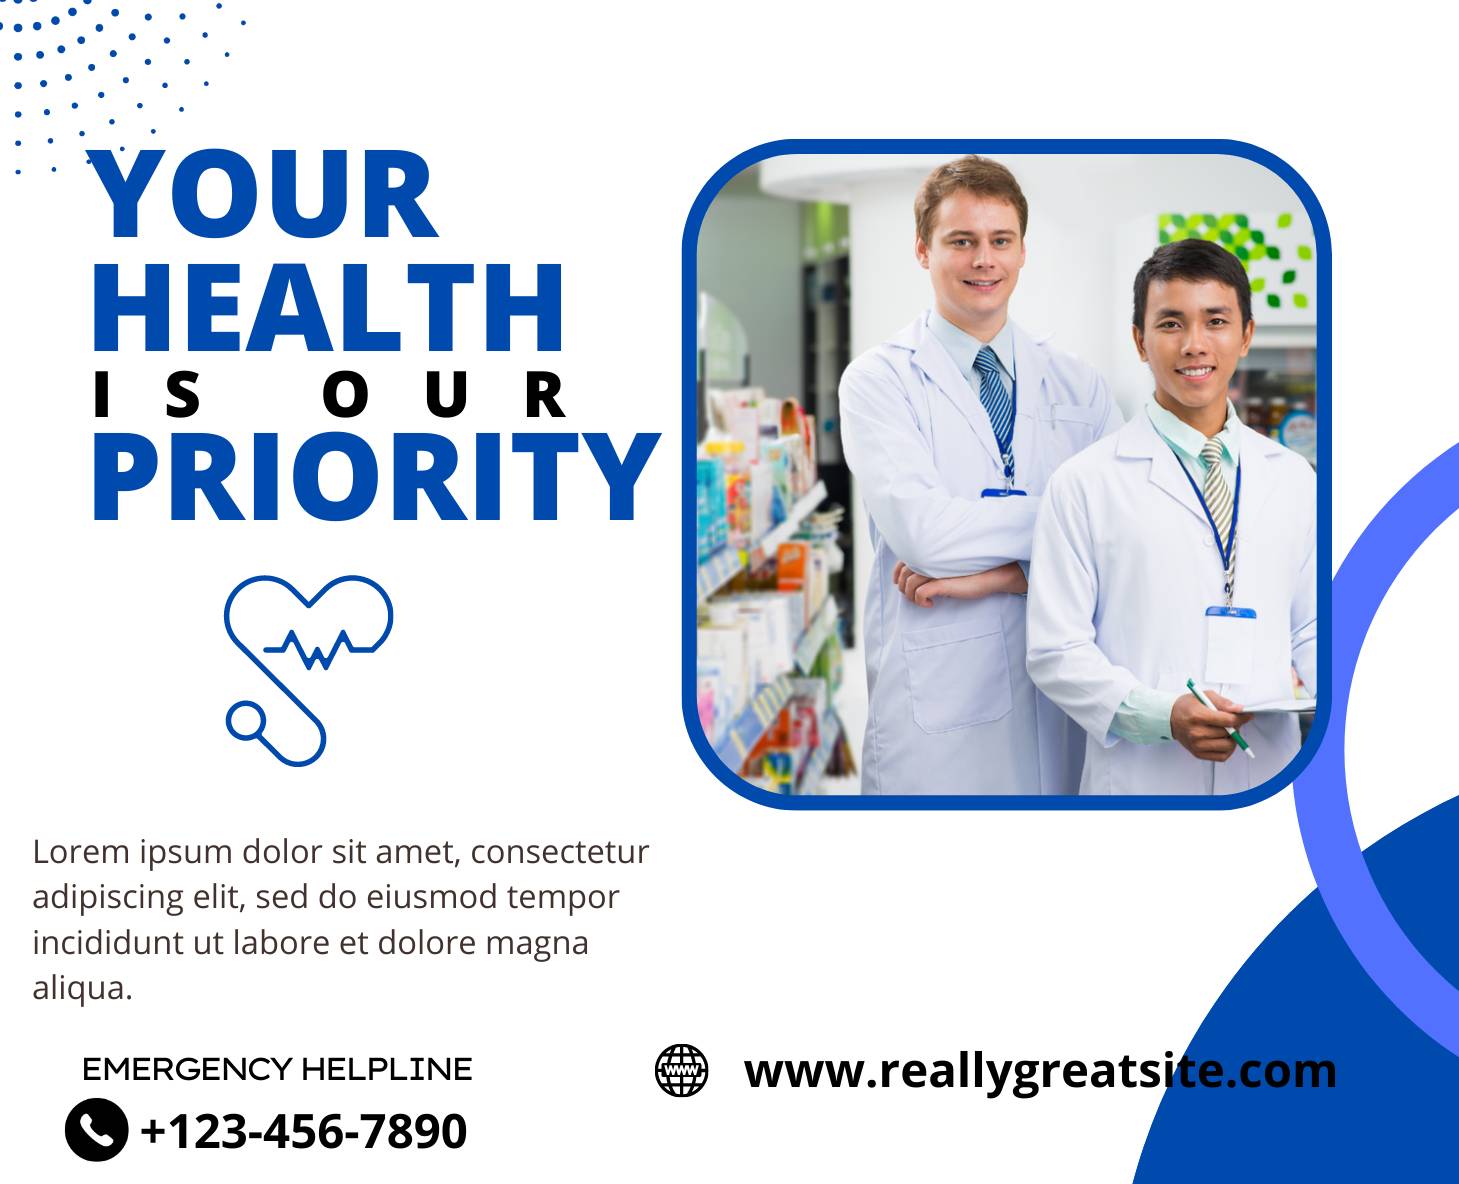 YOUR
HEALTH
IS OUR
PRIORITY
Lorem ipsum dolor sit amet, consectetur
adipiscing elit, sed do eiusmod tempor
incididunt ut labore et dolore magna
aliqua.
EMERGENCY HELPLINE
+123-456-7890
WWW
www.reallygreatsite.com